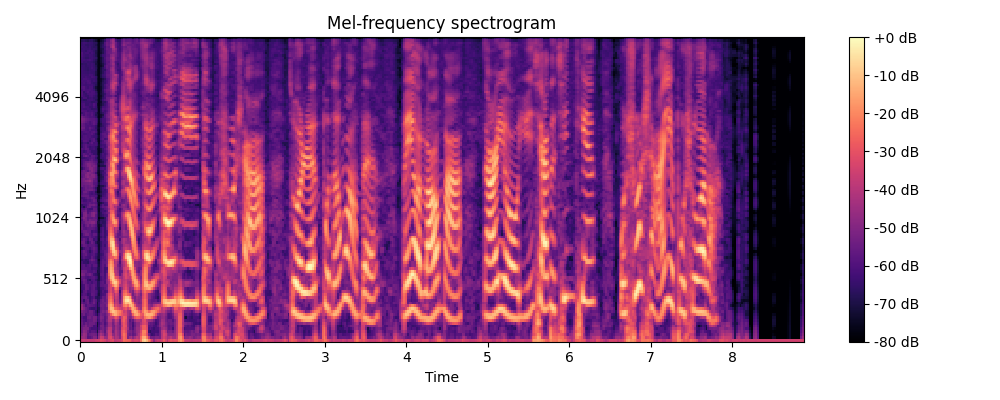 Mel-frequency spectrogram
+0 dB
-10 dB
-20 dB
-30 dB
-40 dB
-50 dB
-60 dB
-70 dB
-80 dB
Hz
4096
2048
1024
512
0
0 1 2 3 4 5 6 7 8
Time